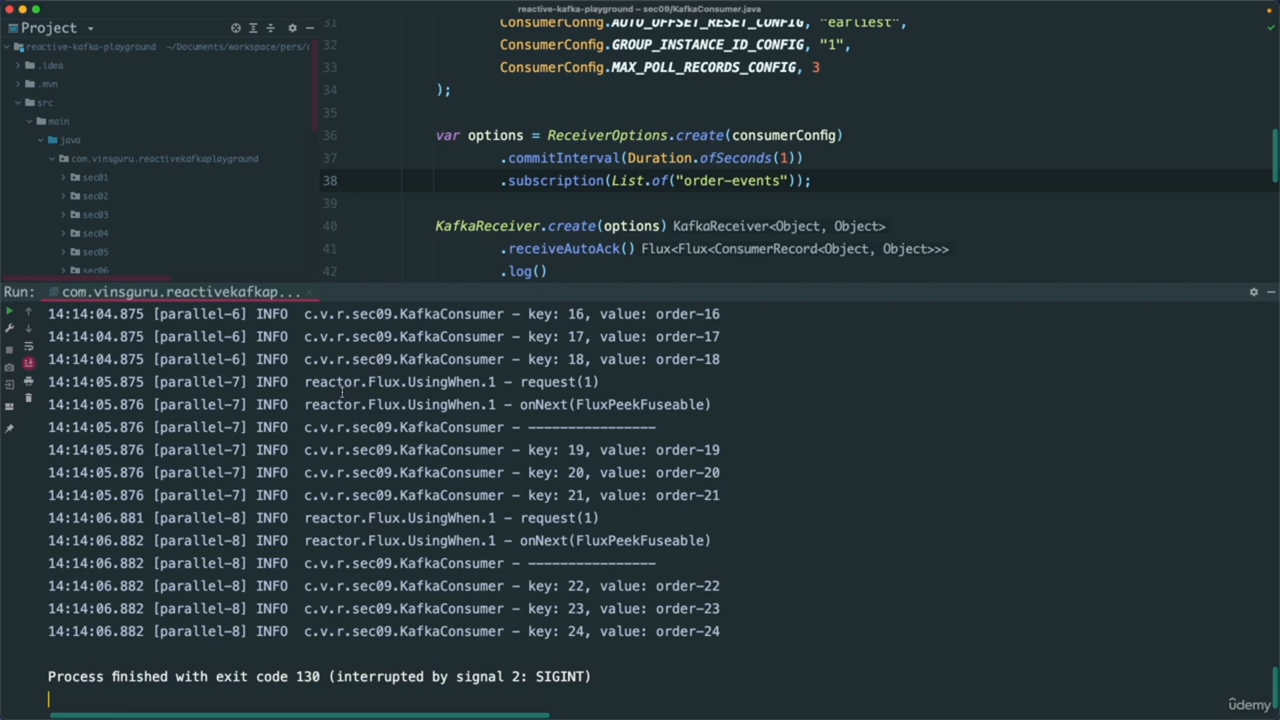 reactive-kafka-playground – sec09/KafkaConsumer.java
Project
reactive-kafka-playground ~/Documents/workspace/pers/
.idea
.mvn
src
main
java
com.vinsguru.reactivekafkaplayground
sec01
sec02
sec03
sec04
sec05
sec06
31 ConsumerConfig.AUTO_OFFSET_RESET_CONFIG, "earliest",
32 ConsumerConfig.GROUP_INSTANCE_ID_CONFIG, "1",
33 ConsumerConfig.MAX_POLL_RECORDS_CONFIG, 3
34 );
35
36 var options = ReceiverOptions.create(consumerConfig)
37 .commitInterval(Duration.ofSeconds(1))
38 .subscription(List.of("order-events"));
39
40 KafkaReceiver.create(options) KafkaReceiver<Object, Object>
41 .receiveAutoAck() Flux<Flux<ConsumerRecord<Object, Object>>>
42 .log()
Run: com.vinsguru.reactivekafkap...
14:14:04.875 [parallel-6] INFO c.v.r.sec09.KafkaConsumer - key: 16, value: order-16
14:14:04.875 [parallel-6] INFO c.v.r.sec09.KafkaConsumer - key: 17, value: order-17
14:14:04.875 [parallel-6] INFO c.v.r.sec09.KafkaConsumer - key: 18, value: order-18
14:14:05.875 [parallel-7] INFO reactor.Flux.UsingWhen.1 - request(1)
14:14:05.876 [parallel-7] INFO reactor.Flux.UsingWhen.1 - onNext(FluxPeekFuseable)
14:14:05.876 [parallel-7] INFO c.v.r.sec09.KafkaConsumer - ----------------
14:14:05.876 [parallel-7] INFO c.v.r.sec09.KafkaConsumer - key: 19, value: order-19
14:14:05.876 [parallel-7] INFO c.v.r.sec09.KafkaConsumer - key: 20, value: order-20
14:14:05.876 [parallel-7] INFO c.v.r.sec09.KafkaConsumer - key: 21, value: order-21
14:14:06.881 [parallel-8] INFO reactor.Flux.UsingWhen.1 - request(1)
14:14:06.882 [parallel-8] INFO reactor.Flux.UsingWhen.1 - onNext(FluxPeekFuseable)
14:14:06.882 [parallel-8] INFO c.v.r.sec09.KafkaConsumer - ----------------
14:14:06.882 [parallel-8] INFO c.v.r.sec09.KafkaConsumer - key: 22, value: order-22
14:14:06.882 [parallel-8] INFO c.v.r.sec09.KafkaConsumer - key: 23, value: order-23
14:14:06.882 [parallel-8] INFO c.v.r.sec09.KafkaConsumer - key: 24, value: order-24
Process finished with exit code 130 (interrupted by signal 2: SIGINT)
ûdemy